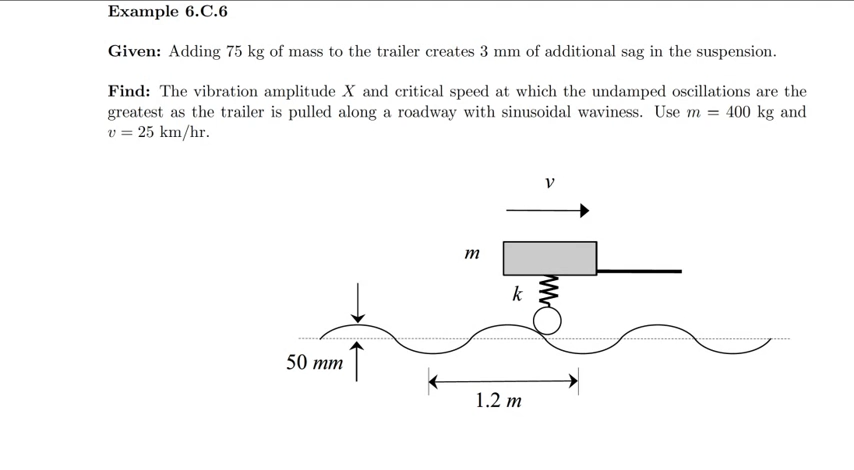 Example 6.C.6
Given: Adding 75 kg of mass to the trailer creates 3 mm of additional sag in the suspension.
Find: The vibration amplitude X and critical speed at which the undamped oscillations are the
greatest as the trailer is pulled along a roadway with sinusoidal waviness. Use m = 400 kg and
v = 25 km/hr.
v
m
k
50 mm
1.2 m